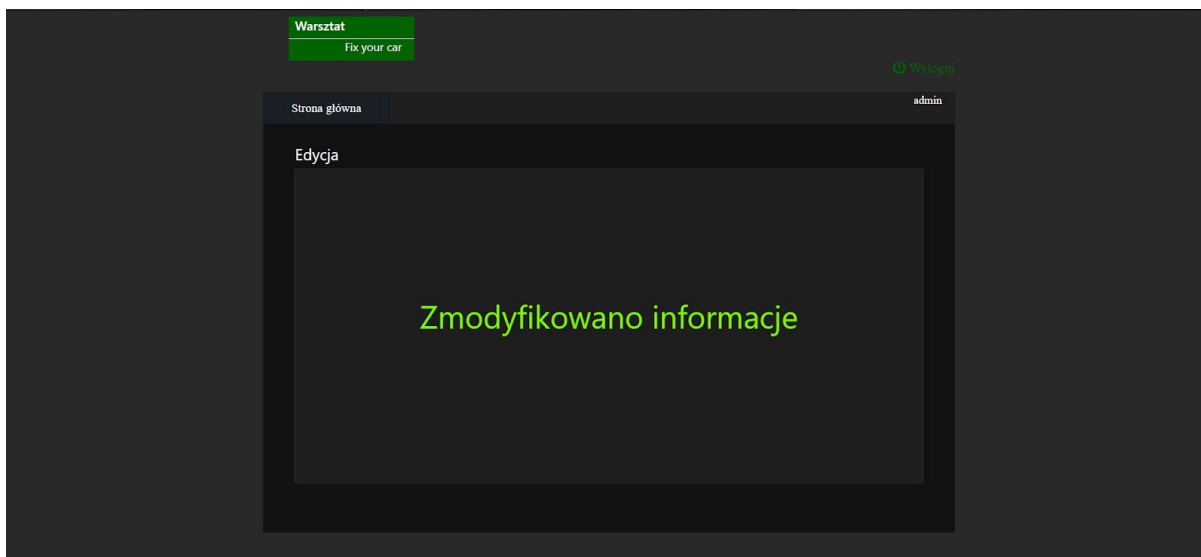 Warsztat
Fix your car
Wyloguj
Strona główna
admin
Edycja
Zmodyfikowano informacje